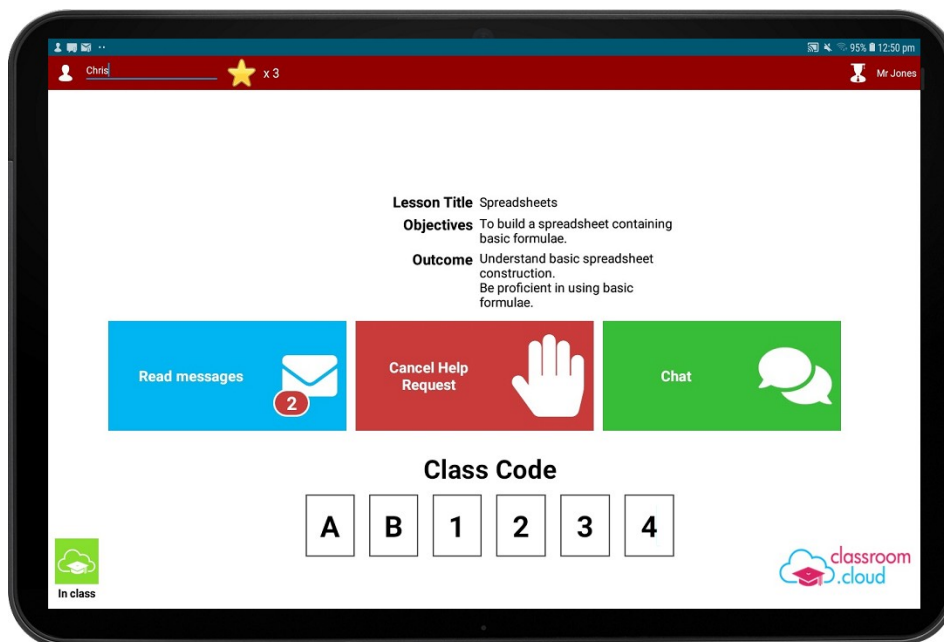 95% 12:50 pm
Chris x 3 Mr Jones
Lesson Title Spreadsheets
Objectives To build a spreadsheet containing
basic formulae.
Outcome Understand basic spreadsheet
construction.
Be proficient in using basic
formulae.
Read messages 2
Cancel Help
Request
Chat
Class Code
A B 1 2 3 4
In class
classroom
.cloud